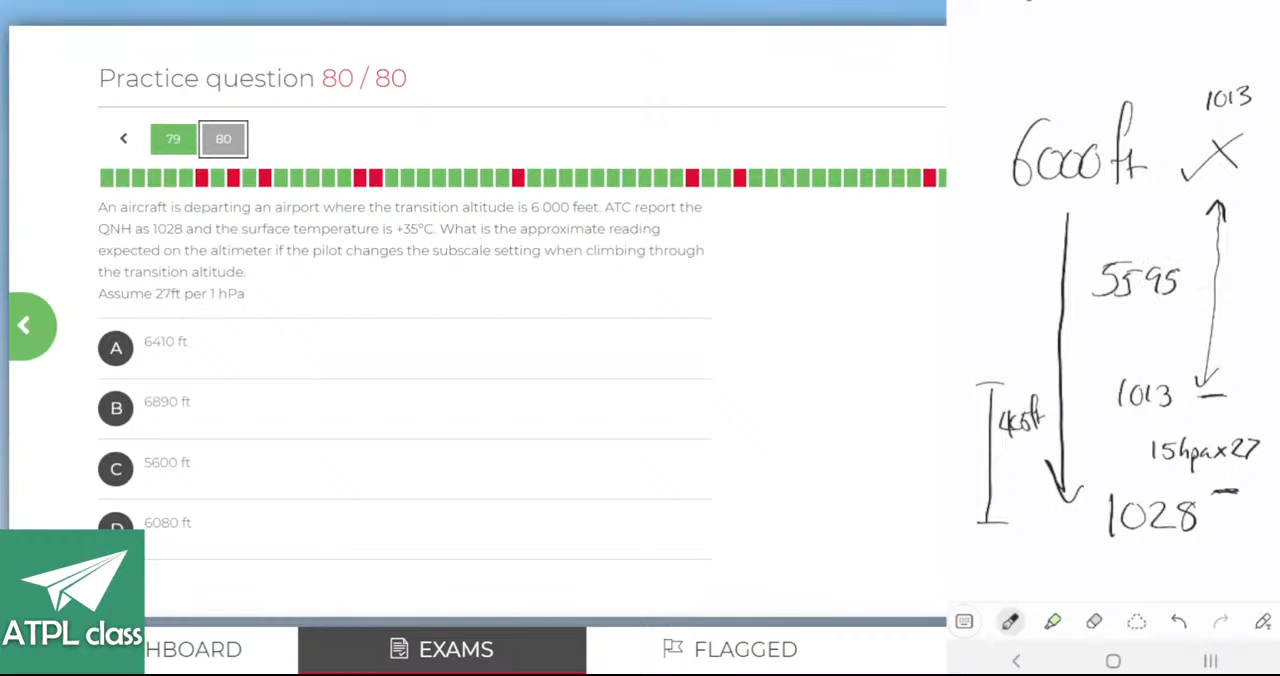 Practice question 80 / 80
79
80
An aircraft is departing an airport where the transition altitude is 6 000 feet. ATC report the
QNH as 1028 and the surface temperature is +35ºC. What is the approximate reading
expected on the altimeter if the pilot changes the subscale setting when climbing through
the transition altitude.
Assume 27ft per 1 hPa
A 6410 ft
B 6890 ft
C 5600 ft
D 6080 ft
ATPL class
HBOARD
EXAMS
FLAGGED
1013
6000ft
5595
1013
405ft
15hpa×27
1028